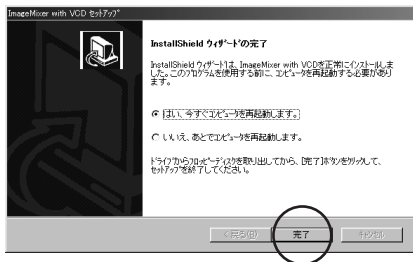 ImageMixer with VCD ｾｯﾄｱｯﾌﾟ
InstallShield ｳｨｻﾞｰﾄﾞの完了
InstallShield ｳｨｻﾞｰﾄﾞは、ImageMixer with VCDを正常にｲﾝｽﾄｰﾙしま
した。このﾌﾟﾛｸﾞﾗﾑを使用する前に、ｺﾝﾋﾟｭｰﾀを再起動する必要があり
ます。
はい、今すぐｺﾝﾋﾟｭｰﾀを再起動します。
いいえ、あとでｺﾝﾋﾟｭｰﾀを再起動します。
ﾄﾞﾗｲﾌﾞからﾌﾛｯﾋﾟｰﾃﾞｨｽｸを取り出してから、[完了]ﾎﾞﾀﾝをｸﾘｯｸして、
ｾｯﾄｱｯﾌﾟを終了してください。
< 戻る(B)
完了
ｷｬﾝｾﾙ